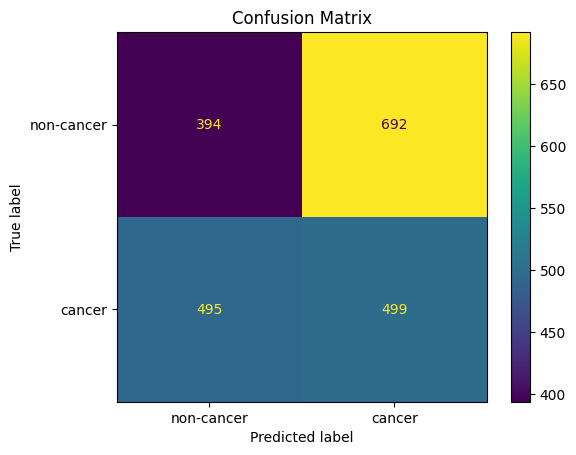 Confusion Matrix
True label
non-cancer
394
692
cancer
495
499
non-cancer
cancer
Predicted label
650
600
550
500
450
400